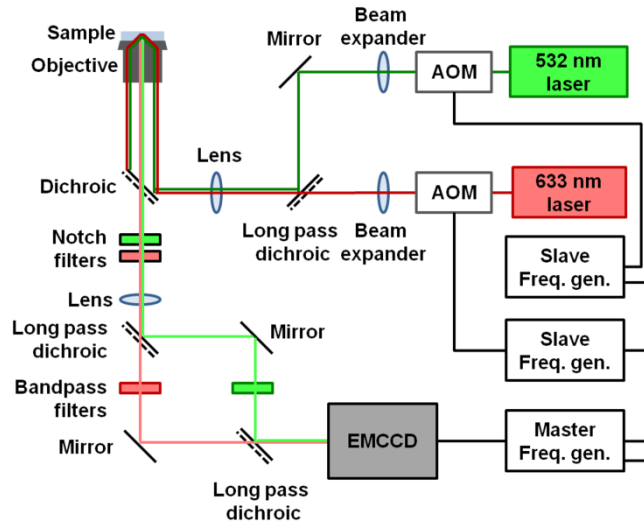 Sample
Objective
Mirror
Beam
expander
AOM
532 nm
laser
Dichroic
Lens
Long pass
dichroic
Beam
expander
AOM
633 nm
laser
Notch
filters
Slave
Freq. gen.
Lens
Long pass
dichroic
Mirror
Slave
Freq. gen.
Bandpass
filters
Mirror
Long pass
dichroic
EMCCD
Master
Freq. gen.